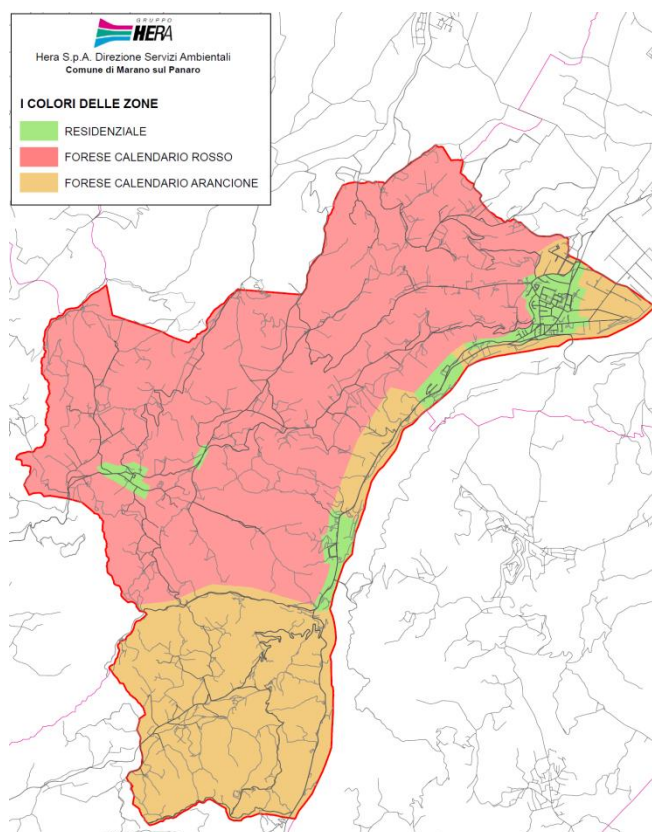 GRUPPO
HERA
Hera S.p.A. Direzione Servizi Ambientali
Comune di Marano sul Panaro
I COLORI DELLE ZONE
RESIDENZIALE
FORESE CALENDARIO ROSSO
FORESE CALENDARIO ARANCIONE